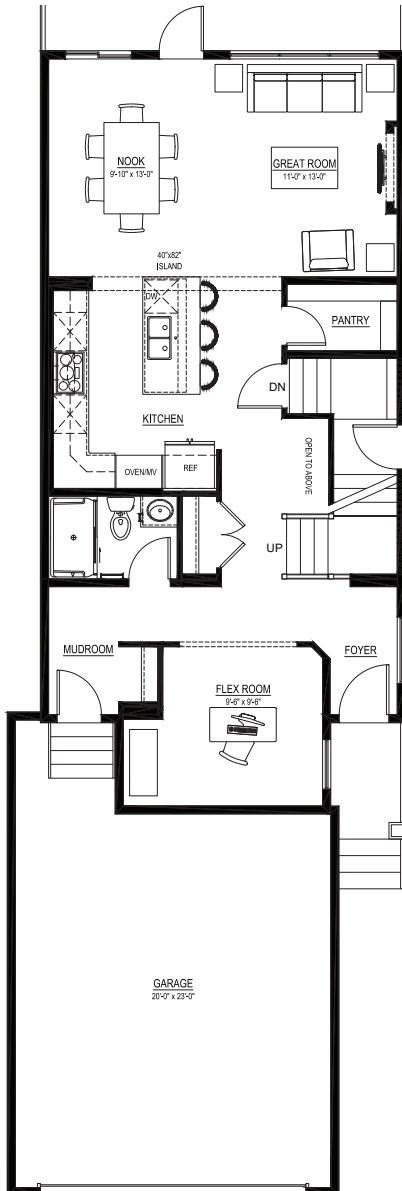 NOOK
9'-10" x 13'-0"
GREAT ROOM
11'-0" x 13'-0"
40"x82"
ISLAND
DW
PANTRY
DN
KITCHEN
OPEN TO ABOVE
OVEN/MV
REF
UP
MUDROOM
FOYER
FLEX ROOM
9'-6" x 9'-6"
GARAGE
20'-0" x 23'-0"